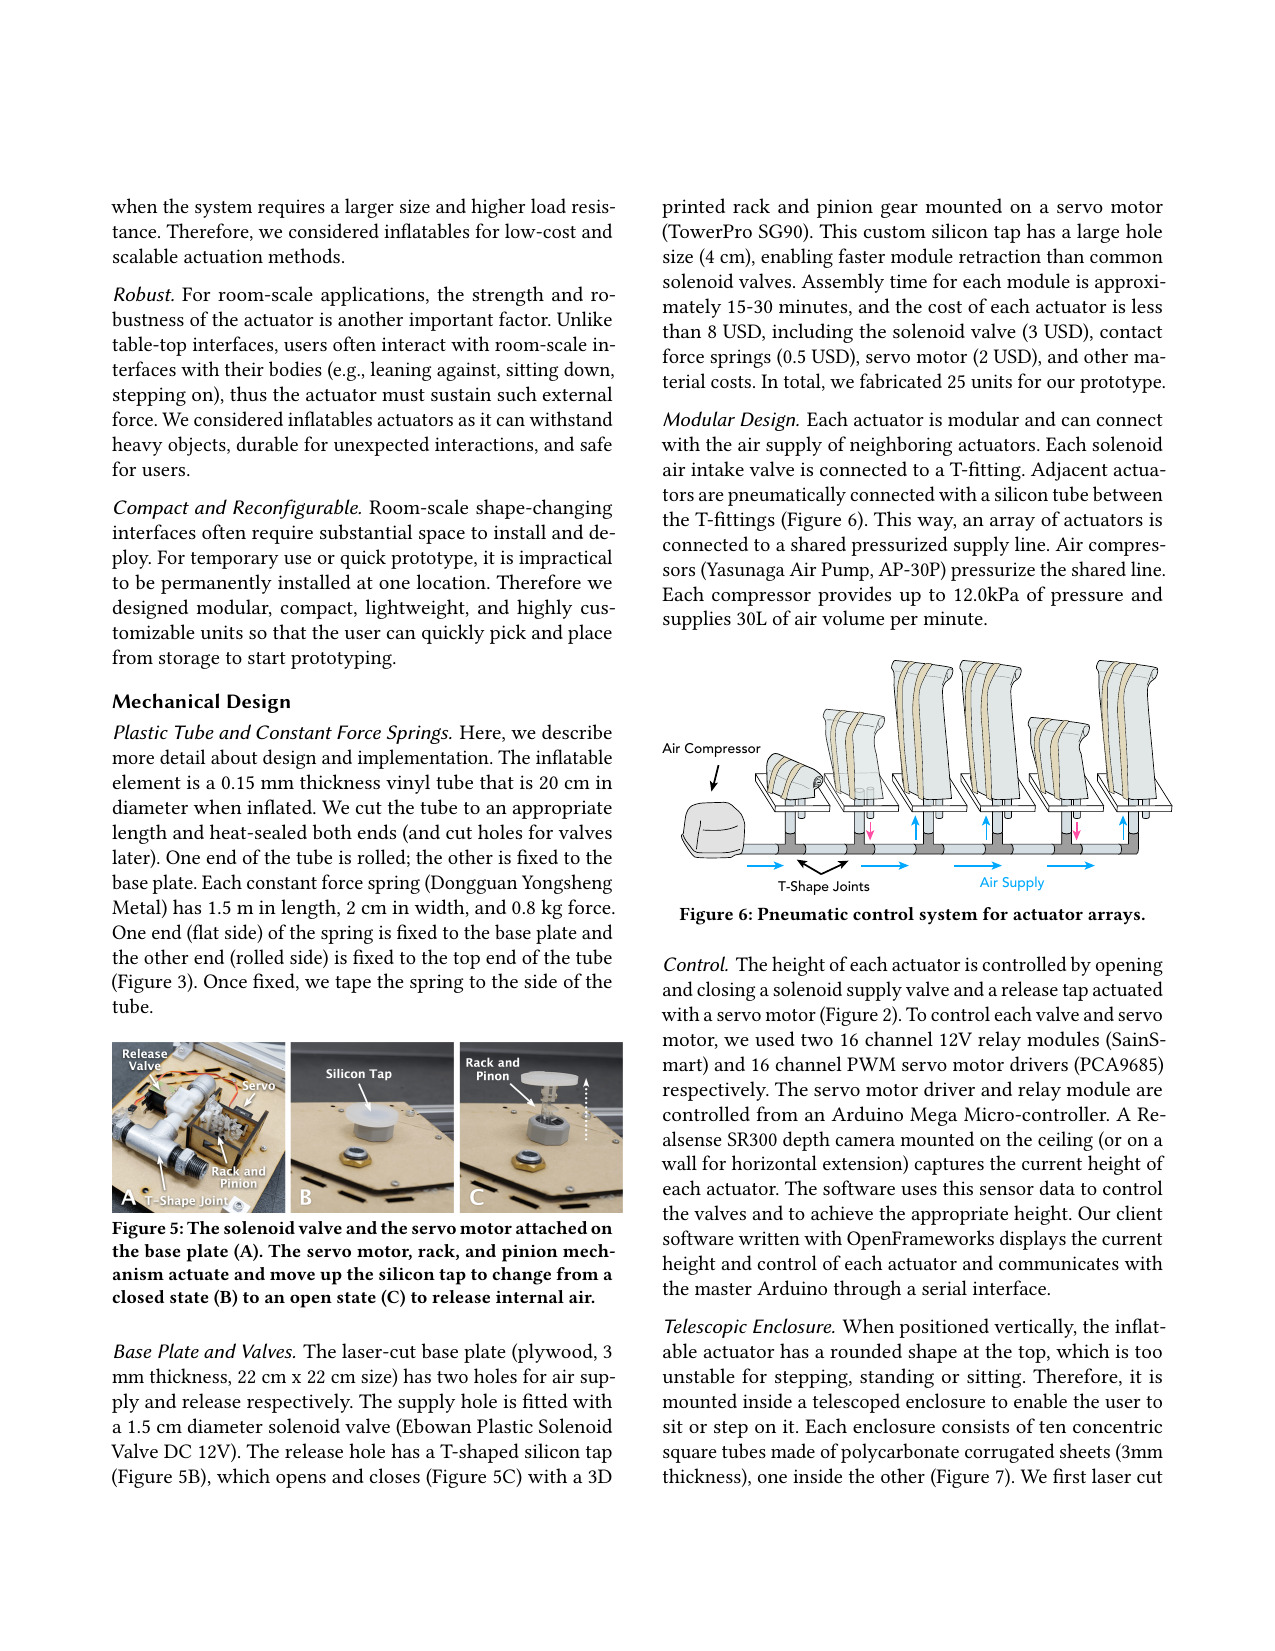 when the system requires a larger size and higher load resis-
tance. Therefore, we considered inflatables for low-cost and
scalable actuation methods.
Robust. For room-scale applications, the strength and ro-
bustness of the actuator is another important factor. Unlike
table-top interfaces, users often interact with room-scale in-
terfaces with their bodies (e.g., leaning against, sitting down,
stepping on), thus the actuator must sustain such external
force. We considered inflatables actuators as it can withstand
heavy objects, durable for unexpected interactions, and safe
for users.
Compact and Reconfigurable. Room-scale shape-changing
interfaces often require substantial space to install and de-
ploy. For temporary use or quick prototype, it is impractical
to be permanently installed at one location. Therefore we
designed modular, compact, lightweight, and highly cus-
tomizable units so that the user can quickly pick and place
from storage to start prototyping.
Mechanical Design
Plastic Tube and Constant Force Springs. Here, we describe
more detail about design and implementation. The inflatable
element is a 0.15 mm thickness vinyl tube that is 20 cm in
diameter when inflated. We cut the tube to an appropriate
length and heat-sealed both ends (and cut holes for valves
later). One end of the tube is rolled; the other is fixed to the
base plate. Each constant force spring (Dongguan Yongsheng
Metal) has 1.5 m in length, 2 cm in width, and 0.8 kg force.
One end (flat side) of the spring is fixed to the base plate and
the other end (rolled side) is fixed to the top end of the tube
(Figure 3). Once fixed, we tape the spring to the side of the
tube.
Release
Valve
Servo
Rack and
Pinion
T-Shape Joint
A
Silicon Tap
B
Rack and
Pinon
C
Figure 5: The solenoid valve and the servo motor attached on
the base plate (A). The servo motor, rack, and pinion mech-
anism actuate and move up the silicon tap to change from a
closed state (B) to an open state (C) to release internal air.
Base Plate and Valves. The laser-cut base plate (plywood, 3
mm thickness, 22 cm x 22 cm size) has two holes for air sup-
ply and release respectively. The supply hole is fitted with
a 1.5 cm diameter solenoid valve (Ebowan Plastic Solenoid
Valve DC 12V). The release hole has a T-shaped silicon tap
(Figure 5B), which opens and closes (Figure 5C) with a 3D
printed rack and pinion gear mounted on a servo motor
(TowerPro SG90). This custom silicon tap has a large hole
size (4 cm), enabling faster module retraction than common
solenoid valves. Assembly time for each module is approxi-
mately 15-30 minutes, and the cost of each actuator is less
than 8 USD, including the solenoid valve (3 USD), contact
force springs (0.5 USD), servo motor (2 USD), and other ma-
terial costs. In total, we fabricated 25 units for our prototype.
Modular Design. Each actuator is modular and can connect
with the air supply of neighboring actuators. Each solenoid
air intake valve is connected to a T-fitting. Adjacent actua-
tors are pneumatically connected with a silicon tube between
the T-fittings (Figure 6). This way, an array of actuators is
connected to a shared pressurized supply line. Air compres-
sors (Yasunaga Air Pump, AP-30P) pressurize the shared line.
Each compressor provides up to 12.0kPa of pressure and
supplies 30L of air volume per minute.
Air Compressor
T-Shape Joints
Air Supply
Figure 6: Pneumatic control system for actuator arrays.
Control. The height of each actuator is controlled by opening
and closing a solenoid supply valve and a release tap actuated
with a servo motor (Figure 2). To control each valve and servo
motor, we used two 16 channel 12V relay modules (SainS-
mart) and 16 channel PWM servo motor drivers (PCA9685)
respectively. The servo motor driver and relay module are
controlled from an Arduino Mega Micro-controller. A Re-
alsense SR300 depth camera mounted on the ceiling (or on a
wall for horizontal extension) captures the current height of
each actuator. The software uses this sensor data to control
the valves and to achieve the appropriate height. Our client
software written with OpenFrameworks displays the current
height and control of each actuator and communicates with
the master Arduino through a serial interface.
Telescopic Enclosure. When positioned vertically, the inflat-
able actuator has a rounded shape at the top, which is too
unstable for stepping, standing or sitting. Therefore, it is
mounted inside a telescoped enclosure to enable the user to
sit or step on it. Each enclosure consists of ten concentric
square tubes made of polycarbonate corrugated sheets (3mm
thickness), one inside the other (Figure 7). We first laser cut